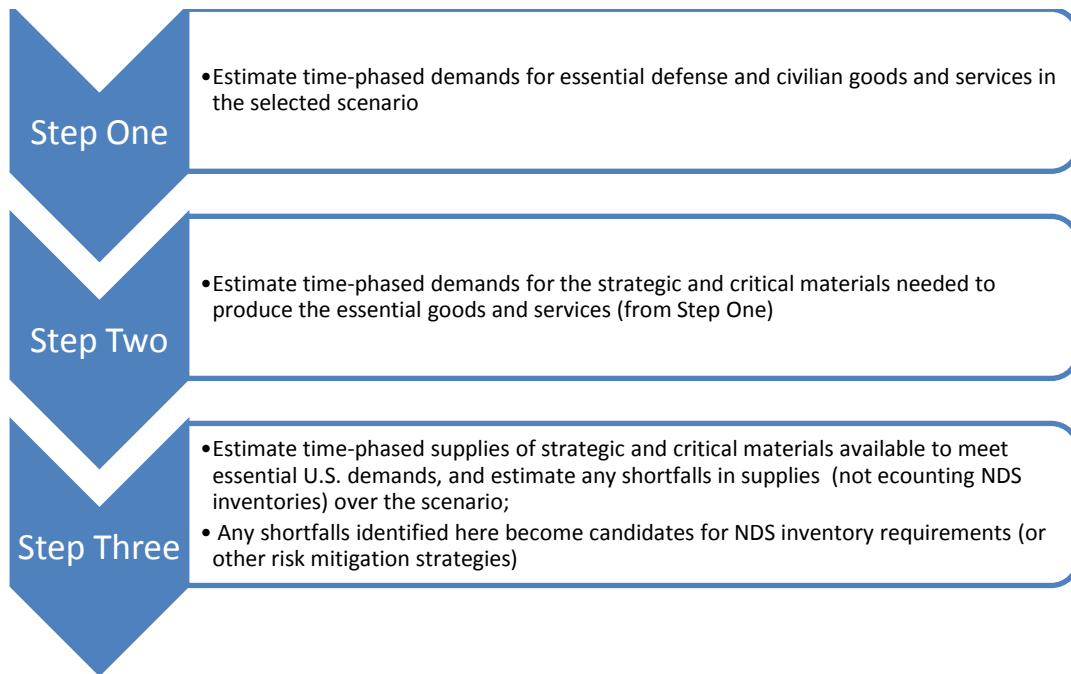 Step One
•Estimate time-phased demands for essential defense and civilian goods and services in
the selected scenario
Step Two
•Estimate time-phased demands for the strategic and critical materials needed to
produce the essential goods and services (from Step One)
Step Three
•Estimate time-phased supplies of strategic and critical materials available to meet
essential U.S. demands, and estimate any shortfalls in supplies (not ecounting NDS
inventories) over the scenario;
• Any shortfalls identified here become candidates for NDS inventory requirements (or
other risk mitigation strategies)